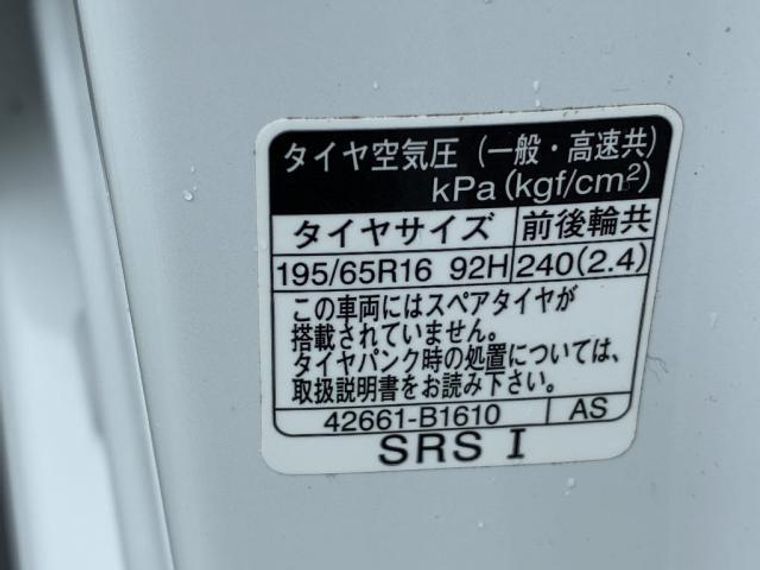 タイヤ空気圧 (一般・高速共)
kPa(kgf/cm²)
タイヤサイズ 前後輪共
195/65R16 92H 240(2.4)
この車両にはスペアタイヤが
搭載されていません。
タイヤパンク時の処置については、
取扱説明書をお読み下さい。
42661-B1610 AS
SRS I